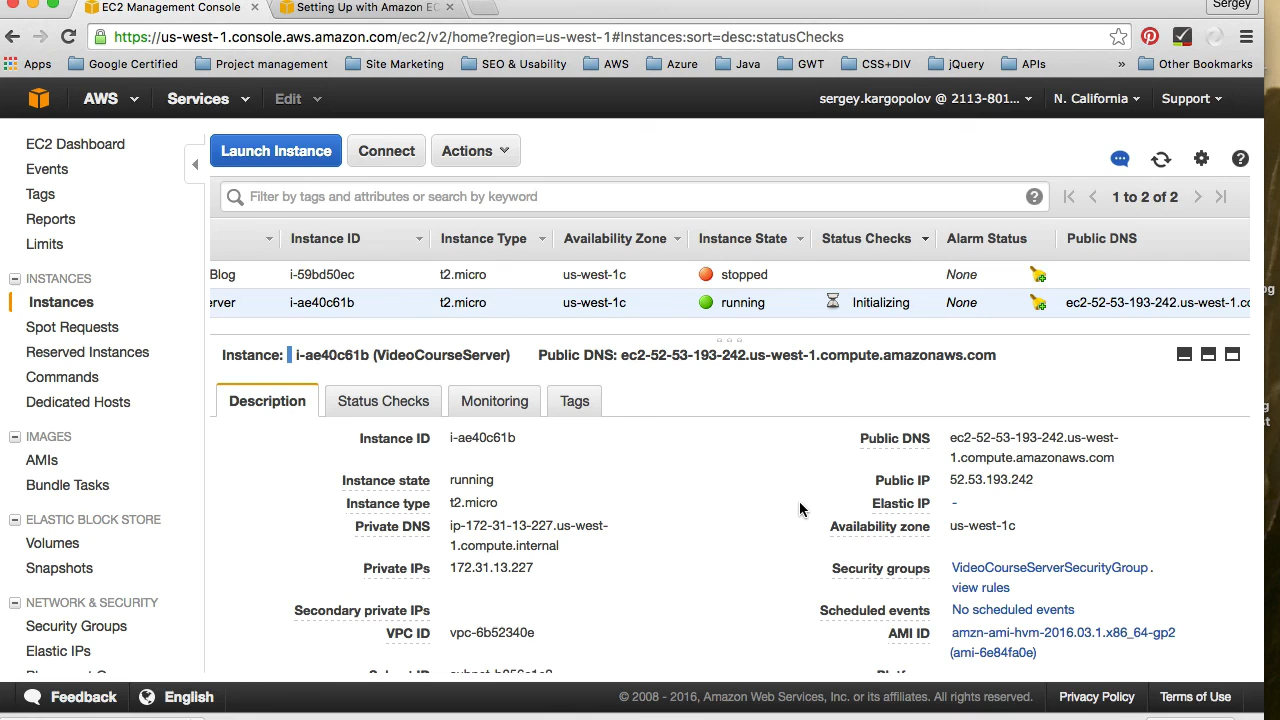 EC2 Management Console
Setting Up with Amazon EC
Sergey
https://us-west-1.console.aws.amazon.com/ec2/v2/home?region=us-west-1#Instances:sort=desc:statusChecks
Apps Google Certified Project management Site Marketing SEO & Usability AWS Azure Java GWT CSS+DIV jQuery APIs » Other Bookmarks
AWS Services Edit sergey.kargopolov @ 2113-801... N. California Support
EC2 Dashboard
Events
Tags
Reports
Limits
INSTANCES
Instances
Spot Requests
Reserved Instances
Commands
Dedicated Hosts
IMAGES
AMIs
Bundle Tasks
ELASTIC BLOCK STORE
Volumes
Snapshots
NETWORK & SECURITY
Security Groups
Elastic IPs
Launch Instance Connect Actions
Filter by tags and attributes or search by keyword
1 to 2 of 2
Instance ID Instance Type Availability Zone Instance State Status Checks Alarm Status Public DNS
Blog i-59bd50ec t2.micro us-west-1c stopped None
erver i-ae40c61b t2.micro us-west-1c running Initializing None ec2-52-53-193-242.us-west-1.co
Instance: i-ae40c61b (VideoCourseServer) Public DNS: ec2-52-53-193-242.us-west-1.compute.amazonaws.com
Description Status Checks Monitoring Tags
Instance ID i-ae40c61b
Instance state running
Instance type t2.micro
Private DNS ip-172-31-13-227.us-west-
1.compute.internal
Private IPs 172.31.13.227
Secondary private IPs
VPC ID vpc-6b52340e
Public DNS ec2-52-53-193-242.us-west-
1.compute.amazonaws.com
Public IP 52.53.193.242
Elastic IP -
Availability zone us-west-1c
Security groups VideoCourseServerSecurityGroup.
view rules
Scheduled events No scheduled events
AMI ID amzn-ami-hvm-2016.03.1.x86_64-gp2
(ami-6e84fa0e)
Feedback English © 2008 - 2016, Amazon Web Services, Inc. or its affiliates. All rights reserved. Privacy Policy Terms of Use